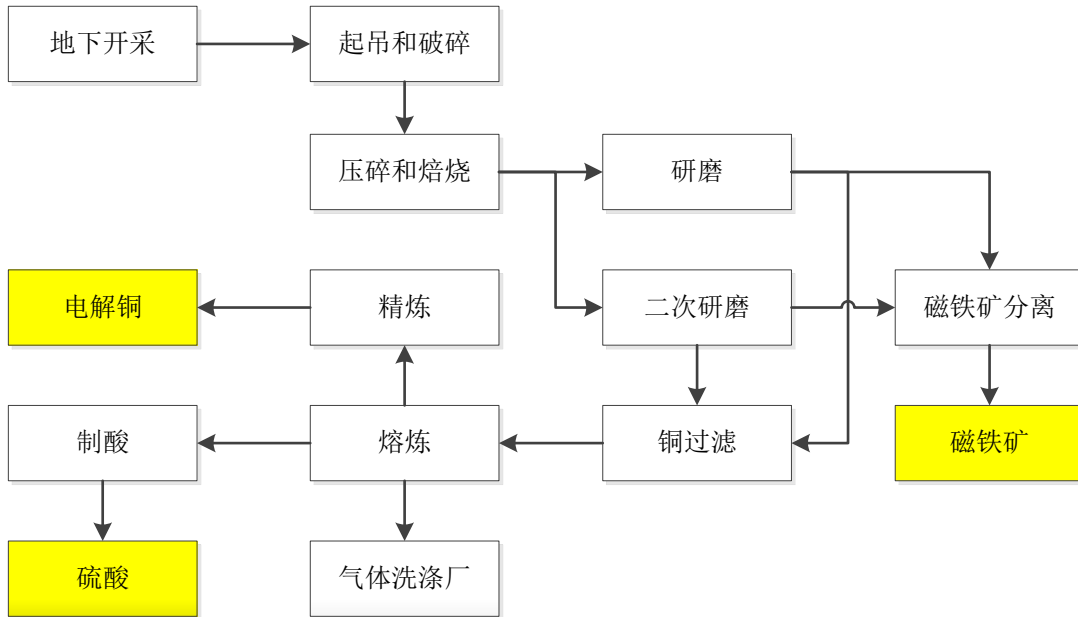 地下开采
起吊和破碎
压碎和焙烧
研磨
电解铜
精炼
二次研磨
磁铁矿分离
制酸
熔炼
铜过滤
磁铁矿
硫酸
气体洗涤厂